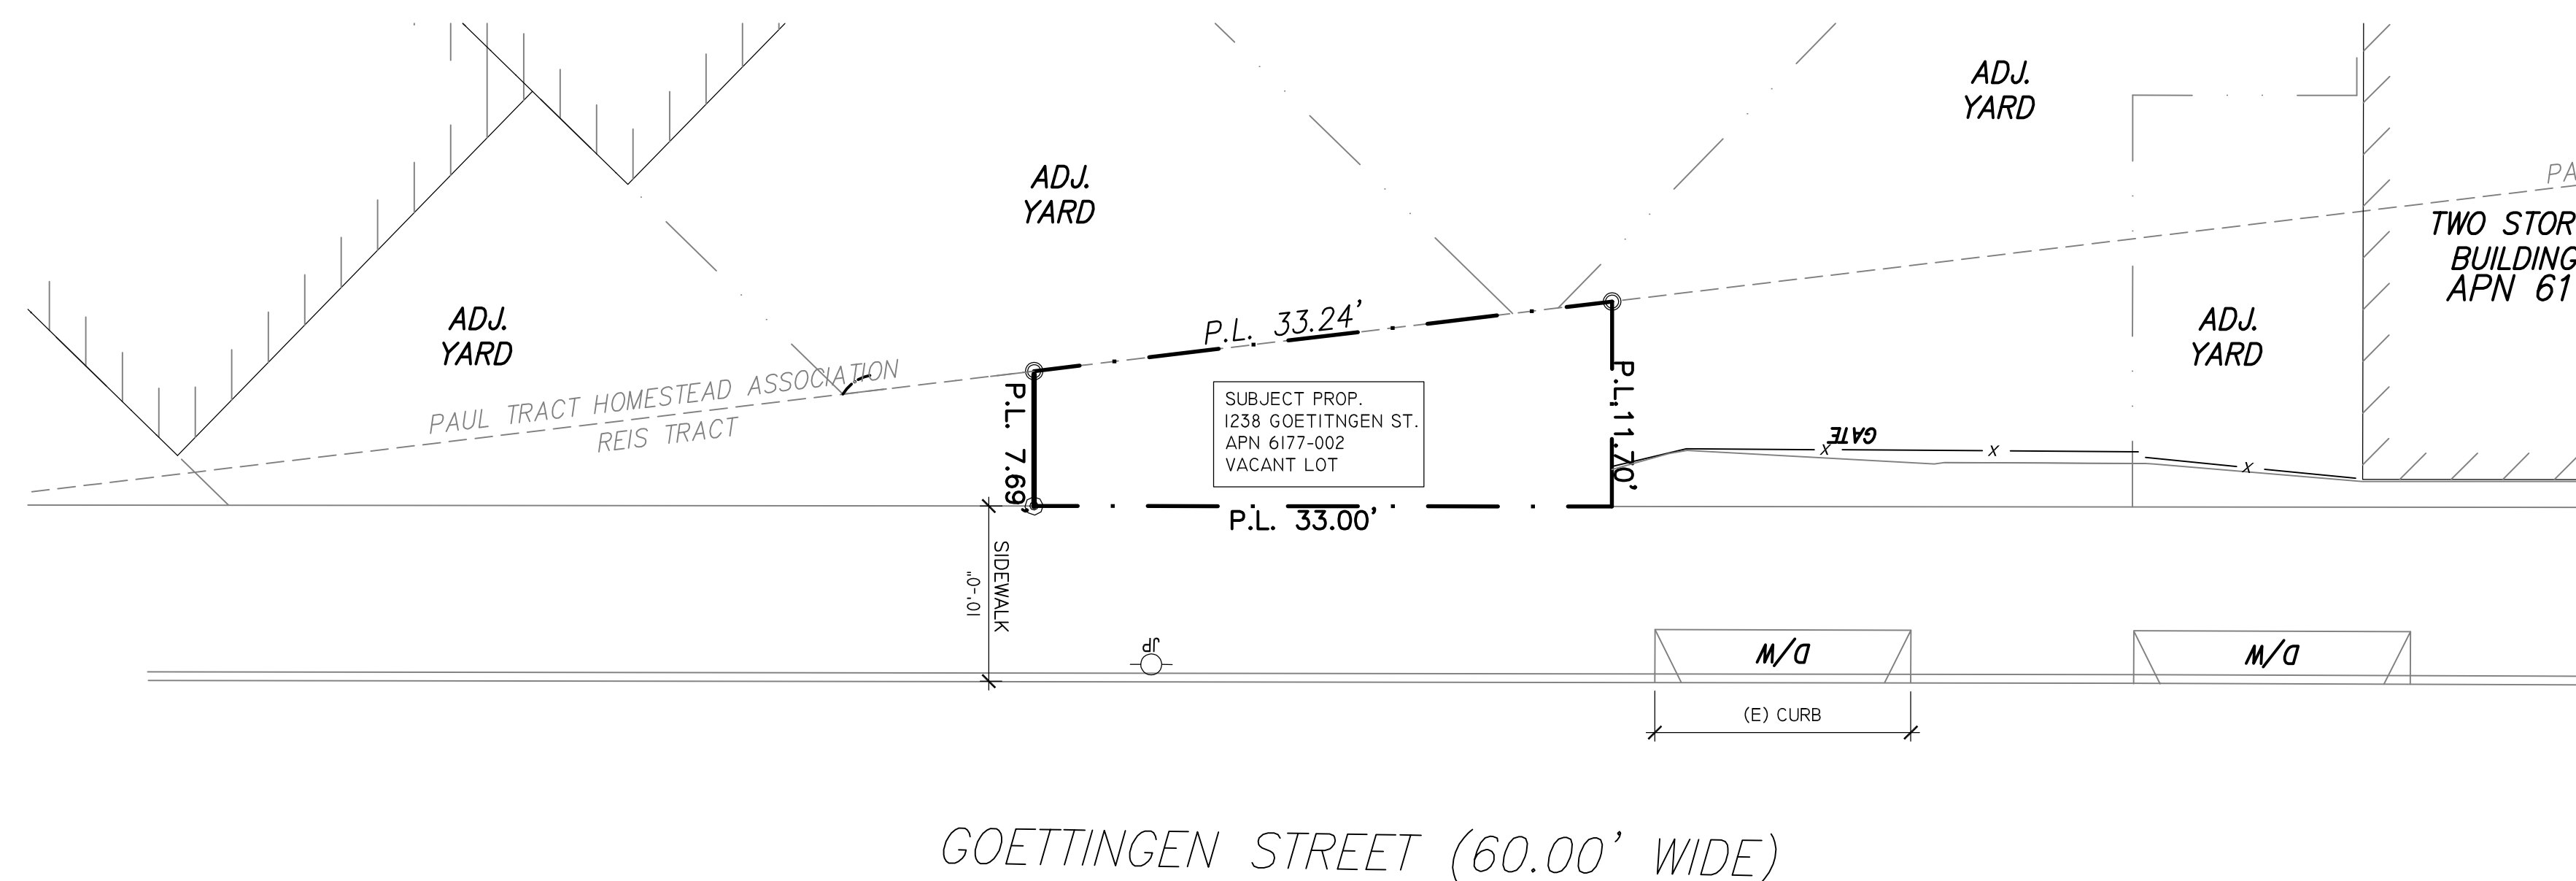 ADJ.
YARD
ADJ.
YARD
PA
TWO STOR
BUILDING
APN 61
ADJ.
YARD
ADJ.
YARD
P.L. 33.24'
PAUL TRACT HOMESTEAD ASSOCIATION
REIS TRACT
P.L. 7.69'
SUBJECT PROP.
1238 GOETITNGEN ST.
APN 6177-002
VACANT LOT
P.L. 11.70'
GATE
X
X
X
P.L. 33.00'
SIDEWALK
10'-0"
JP
D/W
D/W
(E) CURB
GOETTINGEN STREET (60.00' WIDE)